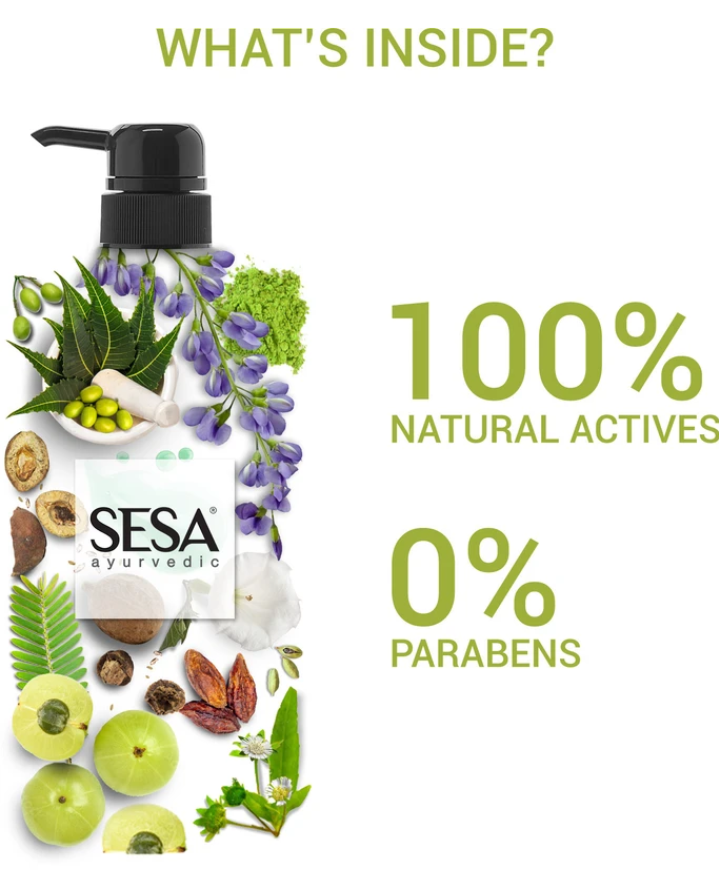 WHAT'S INSIDE?
SESA®
ayurvedic
100%
NATURAL ACTIVES
0%
PARABENS